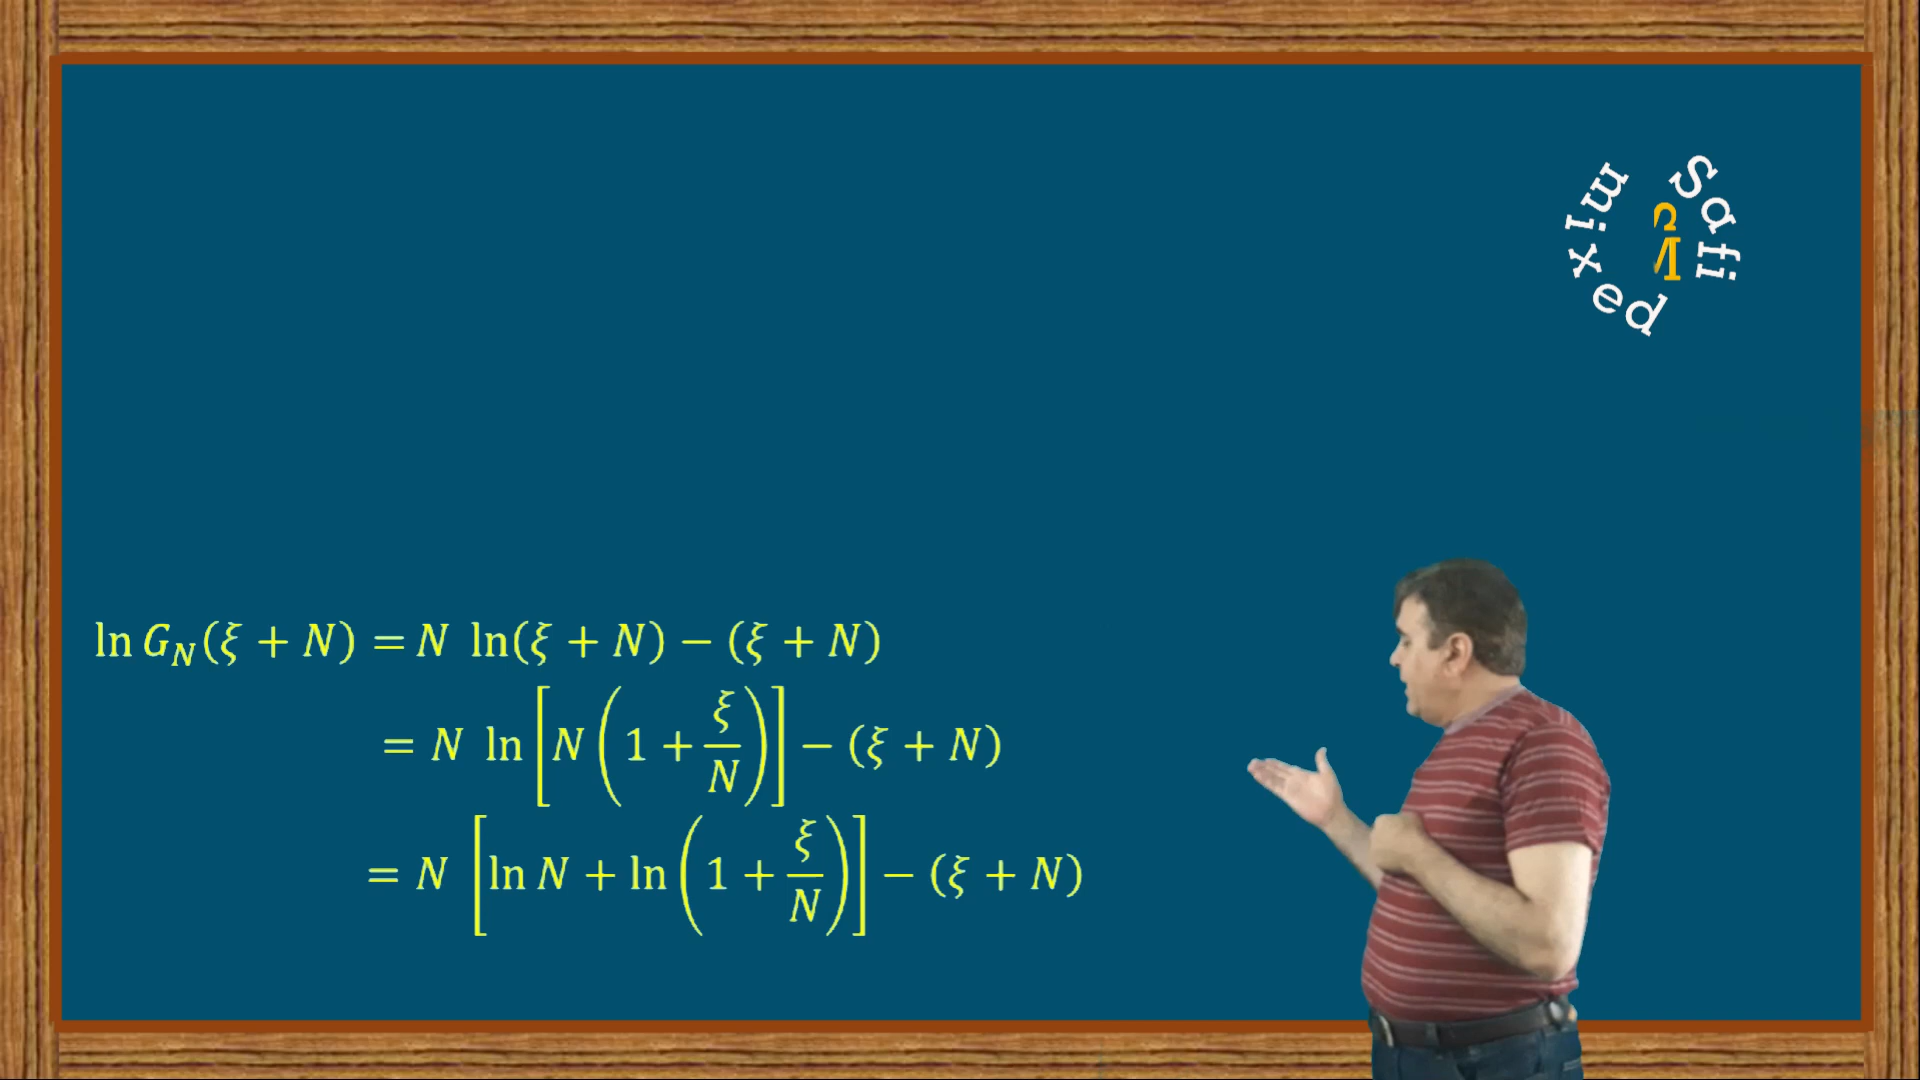 Safi
mixed
ln G_N(ξ + N) = N ln(ξ + N) − (ξ + N)
= N ln[N(1 + ξ/N)] − (ξ + N)
= N [ln N + ln(1 + ξ/N)] − (ξ + N)